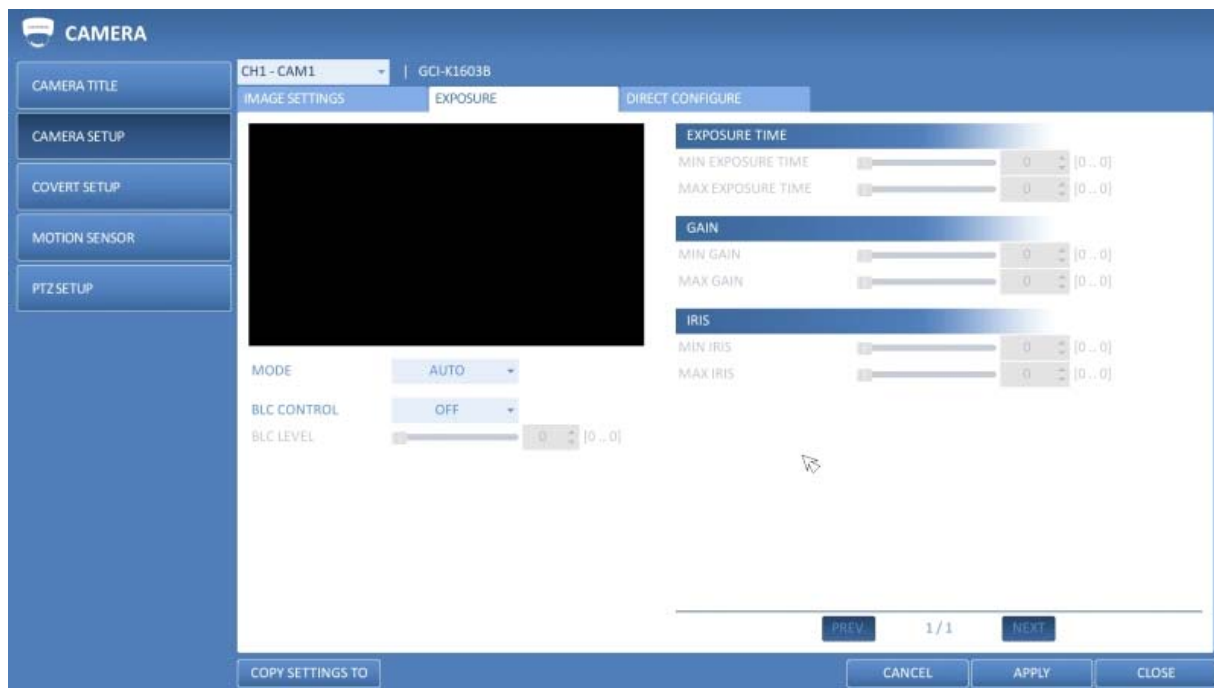 CAMERA
CAMERA TITLE
CAMERA SETUP
COVERT SETUP
MOTION SENSOR
PTZ SETUP
CH1 - CAM1 | GCI-K1603B
IMAGE SETTINGS EXPOSURE DIRECT CONFIGURE
MODE AUTO
BLC CONTROL OFF
BLC LEVEL 0 [0 .. 0]
EXPOSURE TIME
MIN EXPOSURE TIME 0 [0 .. 0]
MAX EXPOSURE TIME 0 [0 .. 0]
GAIN
MIN GAIN 0 [0 .. 0]
MAX GAIN 0 [0 .. 0]
IRIS
MIN IRIS 0 [0 .. 0]
MAX IRIS 0 [0 .. 0]
PREV. 1 / 1 NEXT
COPY SETTINGS TO CANCEL APPLY CLOSE